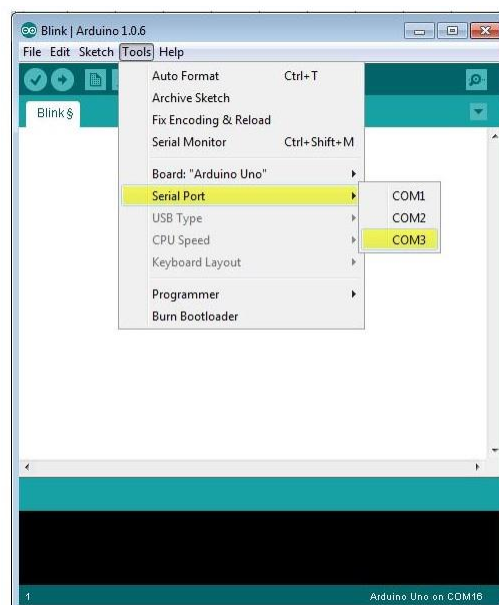 Blink | Arduino 1.0.6
File Edit Sketch Tools Help
Blink §
Auto Format Ctrl+T
Archive Sketch
Fix Encoding & Reload
Serial Monitor Ctrl+Shift+M
Board: "Arduino Uno"
Serial Port
USB Type
CPU Speed
Keyboard Layout
Programmer
Burn Bootloader
COM1
COM2
COM3
1 Arduino Uno on COM16